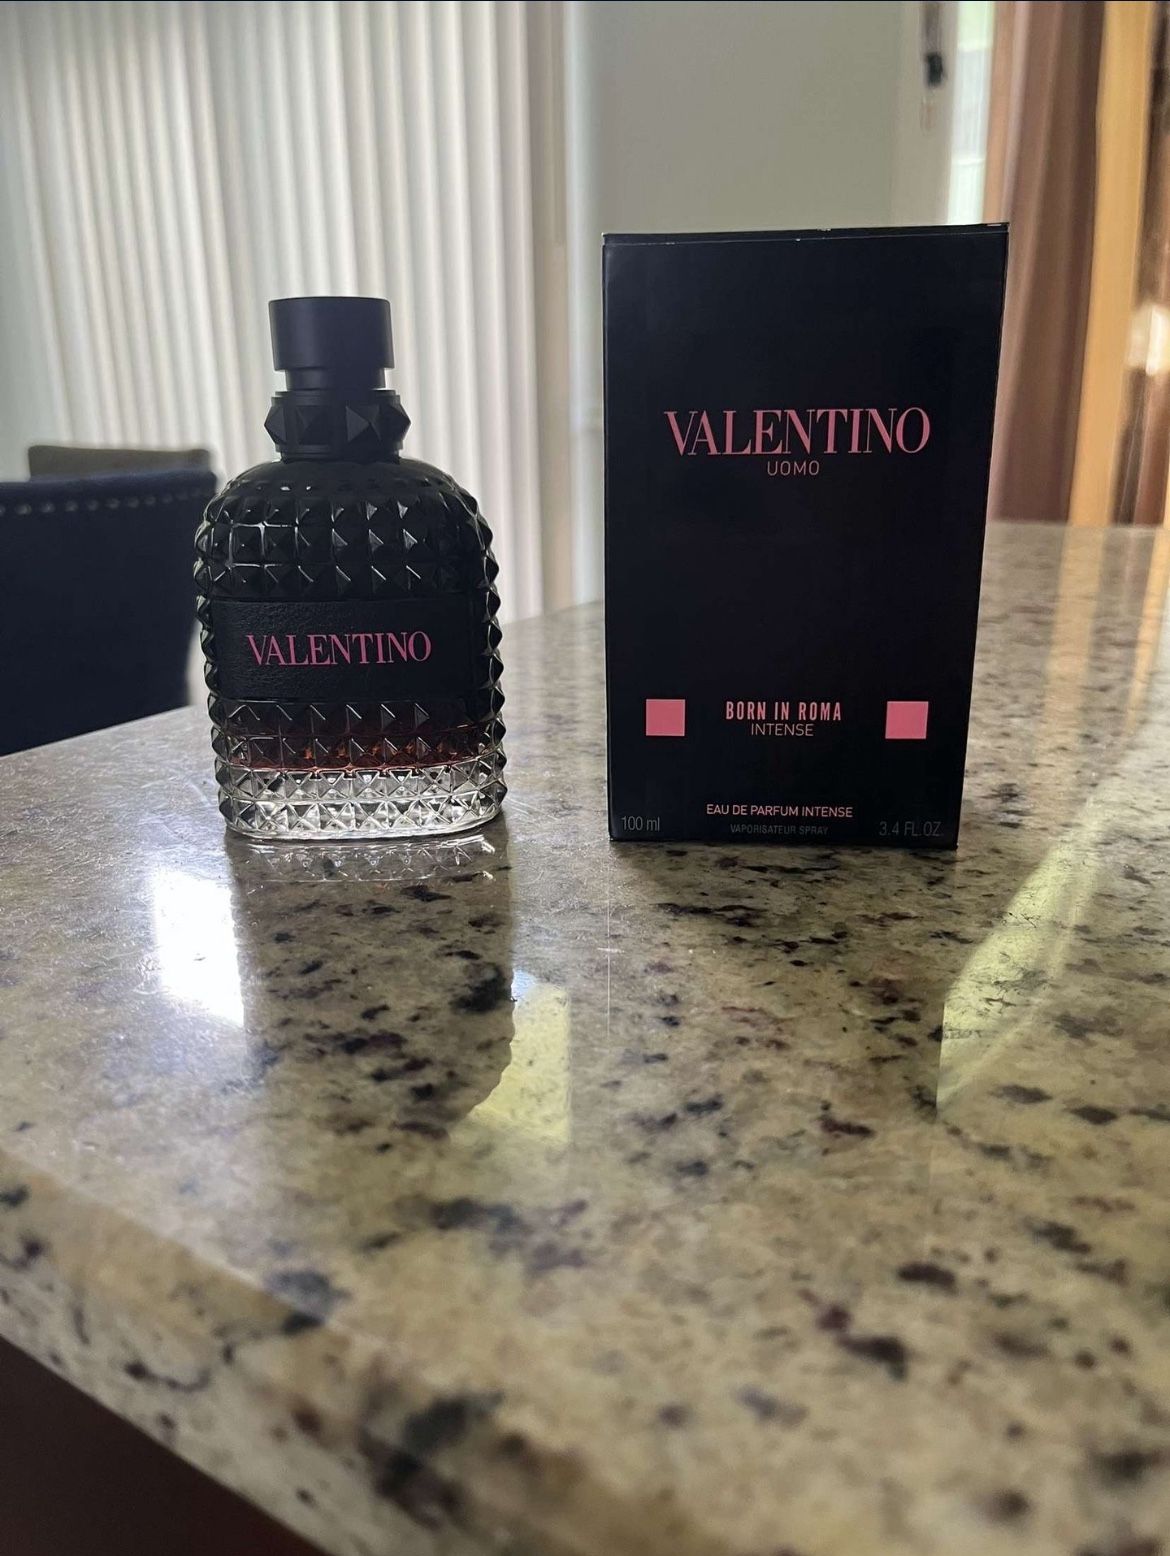 VALENTINO
VALENTINO
UOMO
BORN IN ROMA
INTENSE
EAU DE PARFUM INTENSE
100 ml
VAPORISATEUR SPRAY
3.4 FL.OZ.